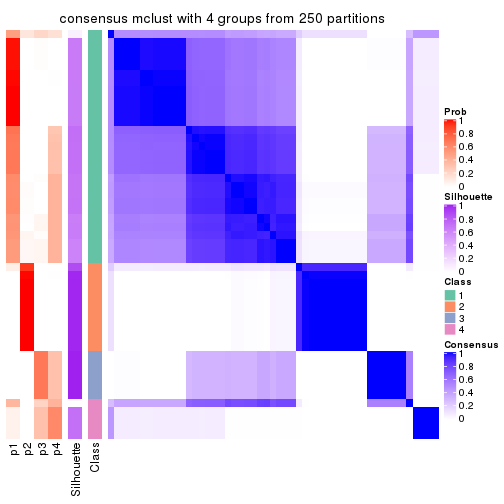 consensus mclust with 4 groups from 250 partitions
Prob
1
0.8
0.6
0.4
0.2
0
Silhouette
1
0.8
0.6
0.4
0.2
0
Class
1
2
3
4
Consensus
1
0.8
0.6
0.4
0.2
0
p1
p2
p3
p4
Silhouette
Class